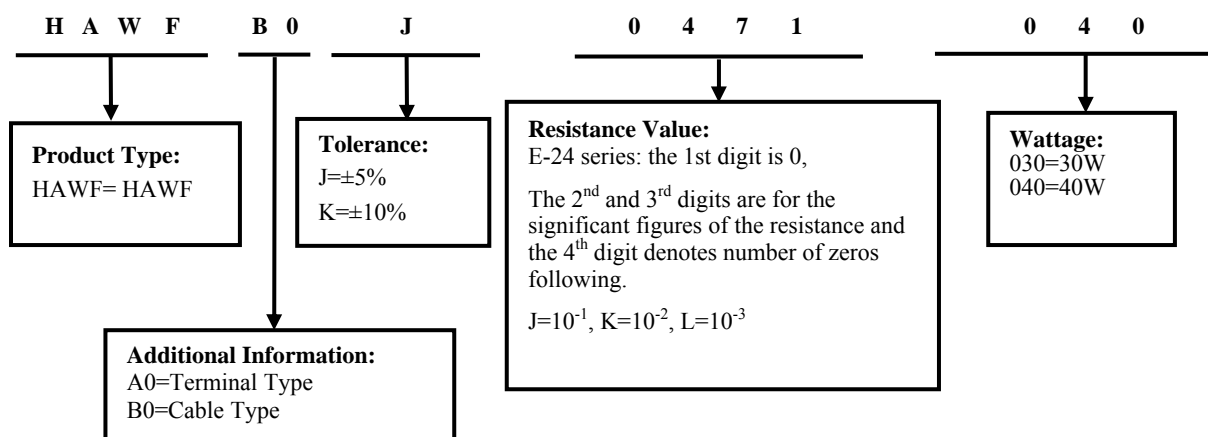 H A W F B 0 J 0 4 7 1 0 4 0
Product Type:
HAWF= HAWF
Tolerance:
J=±5%
K=±10%
Resistance Value:
E-24 series: the 1st digit is 0,
The 2nd and 3rd digits are for the
significant figures of the resistance and
the 4th digit denotes number of zeros
following.
J=10⁻¹, K=10⁻², L=10⁻³
Wattage:
030=30W
040=40W
Additional Information:
A0=Terminal Type
B0=Cable Type